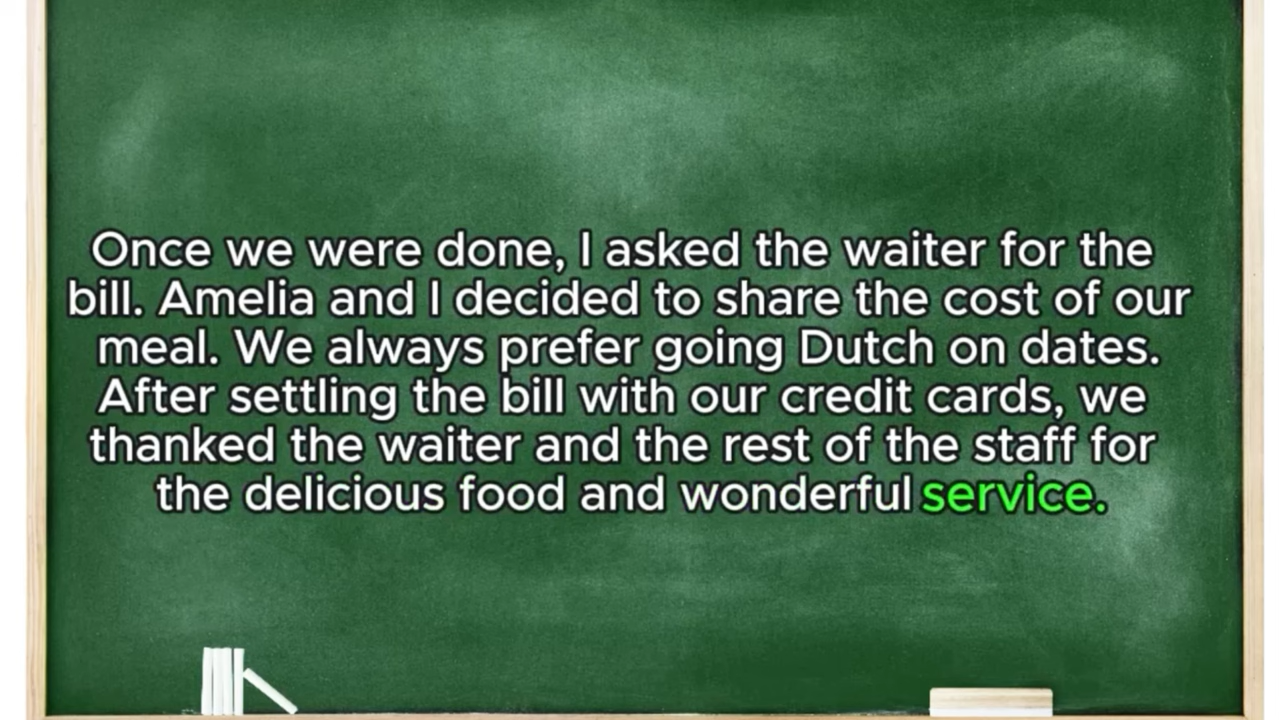 Once we were done, I asked the waiter for the
bill. Amelia and I decided to share the cost of our
meal. We always prefer going Dutch on dates.
After settling the bill with our credit cards, we
thanked the waiter and the rest of the staff for
the delicious food and wonderful service.